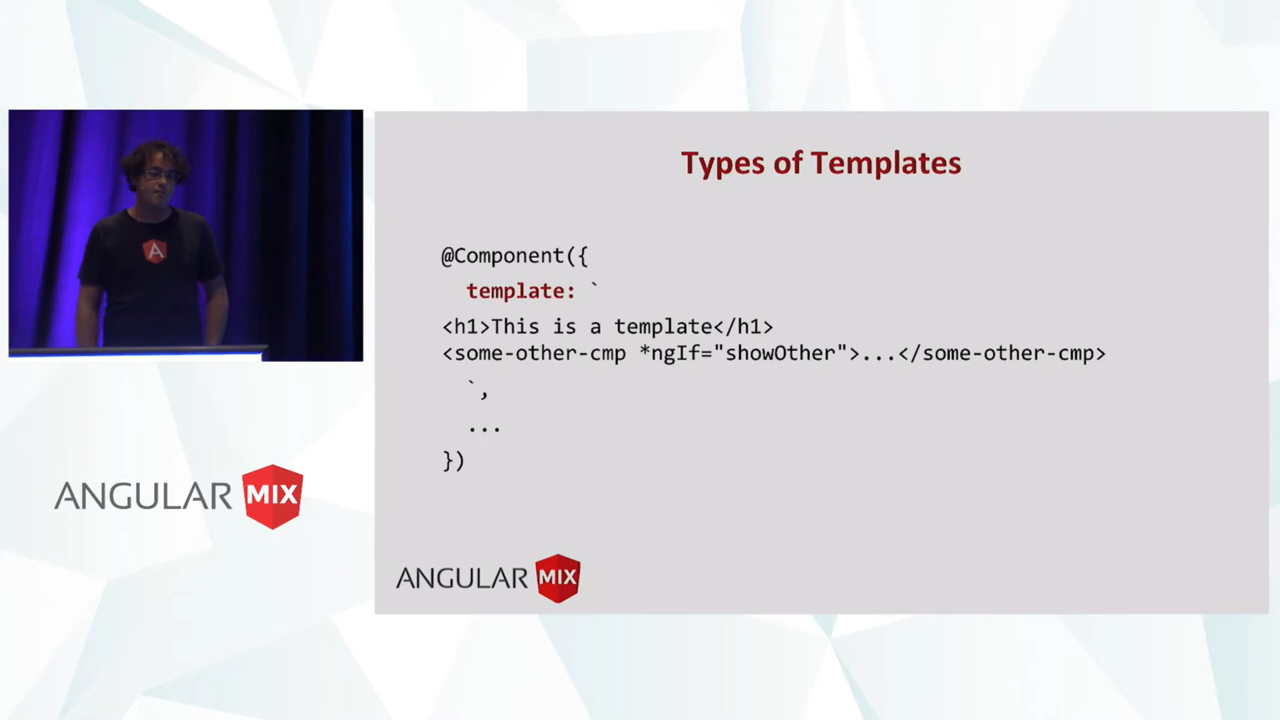 Types of Templates
@Component({
template: `
<h1>This is a template</h1>
<some-other-cmp *ngIf="showOther">...</some-other-cmp>
`,
...
})
A
ANGULAR MIX
ANGULAR MIX